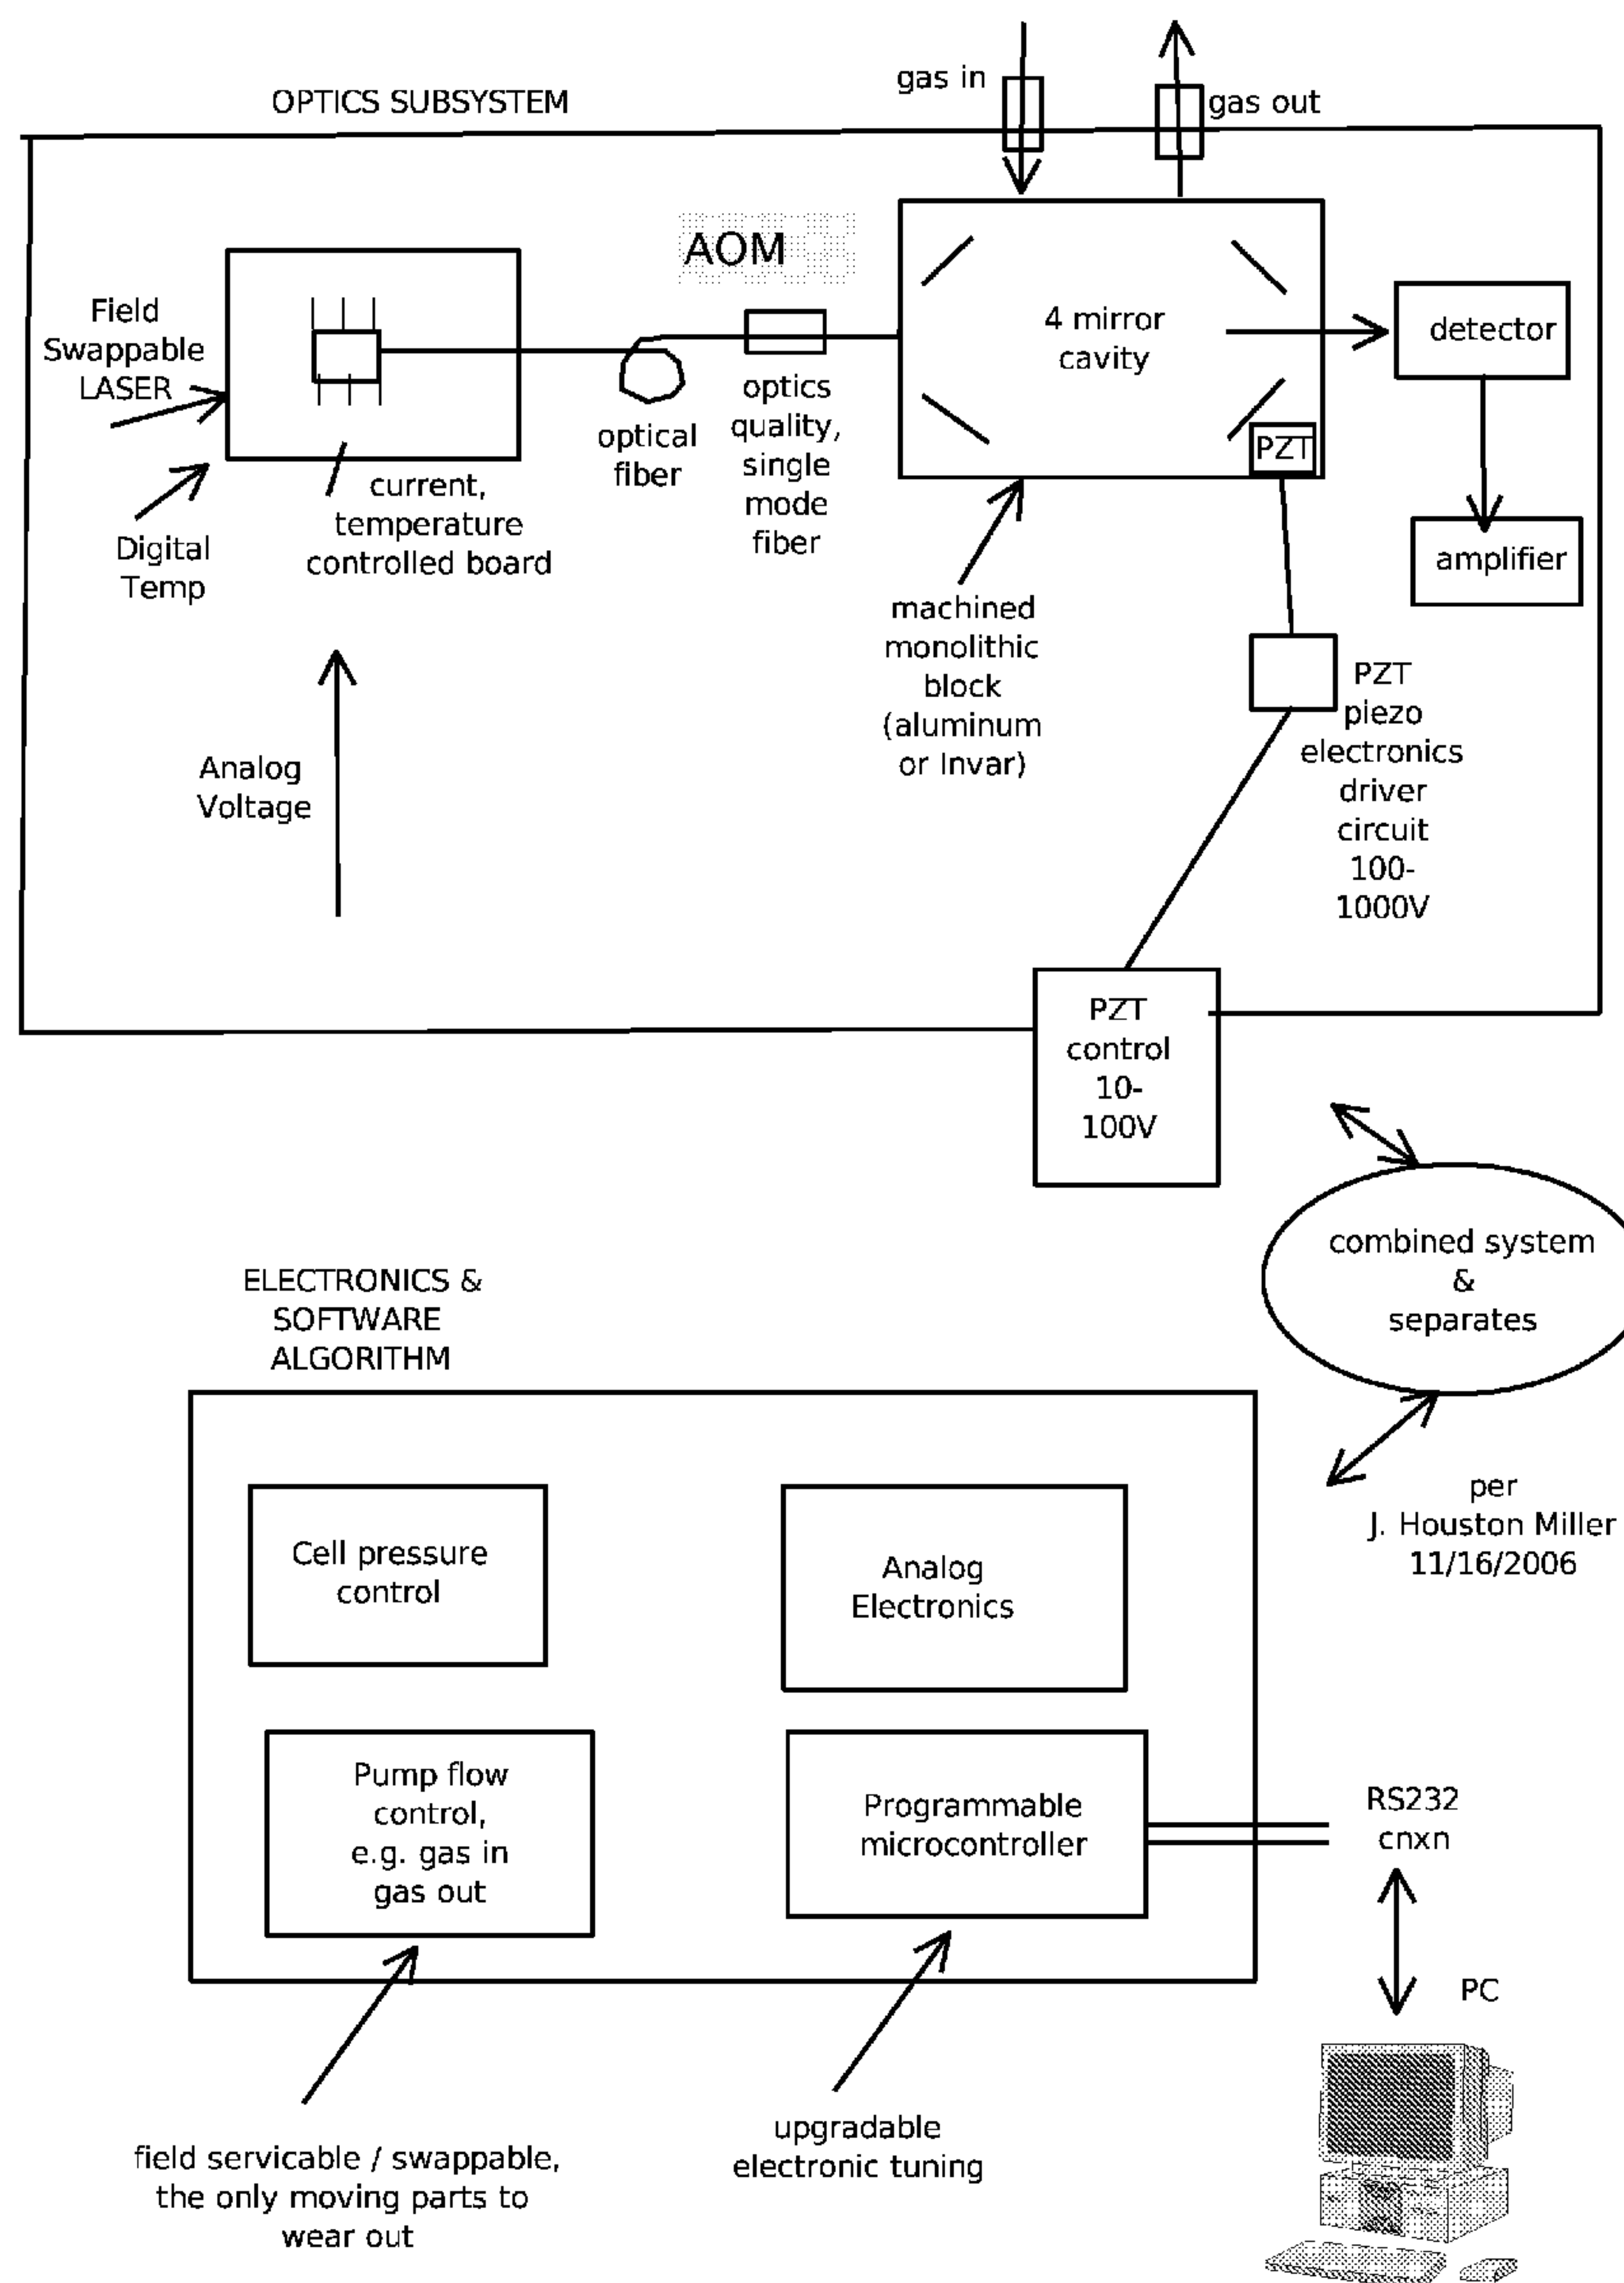 OPTICS SUBSYSTEM
gas in
gas out
AOM
Field
Swappable
LASER
Digital
Temp
current,
temperature
controlled board
optical
fiber
optics
quality,
single
mode
fiber
4 mirror
cavity
PZT
detector
amplifier
machined
monolithic
block
(aluminum
or Invar)
PZT
piezo
electronics
driver
circuit
100-
1000V
Analog
Voltage
PZT
control
10-
100V
combined system
&
separates
per
J. Houston Miller
11/16/2006
ELECTRONICS &
SOFTWARE
ALGORITHM
Cell pressure
control
Analog
Electronics
Pump flow
control,
e.g. gas in
gas out
Programmable
microcontroller
RS232
cnxn
PC
field servicable / swappable,
the only moving parts to
wear out
upgradable
electronic tuning